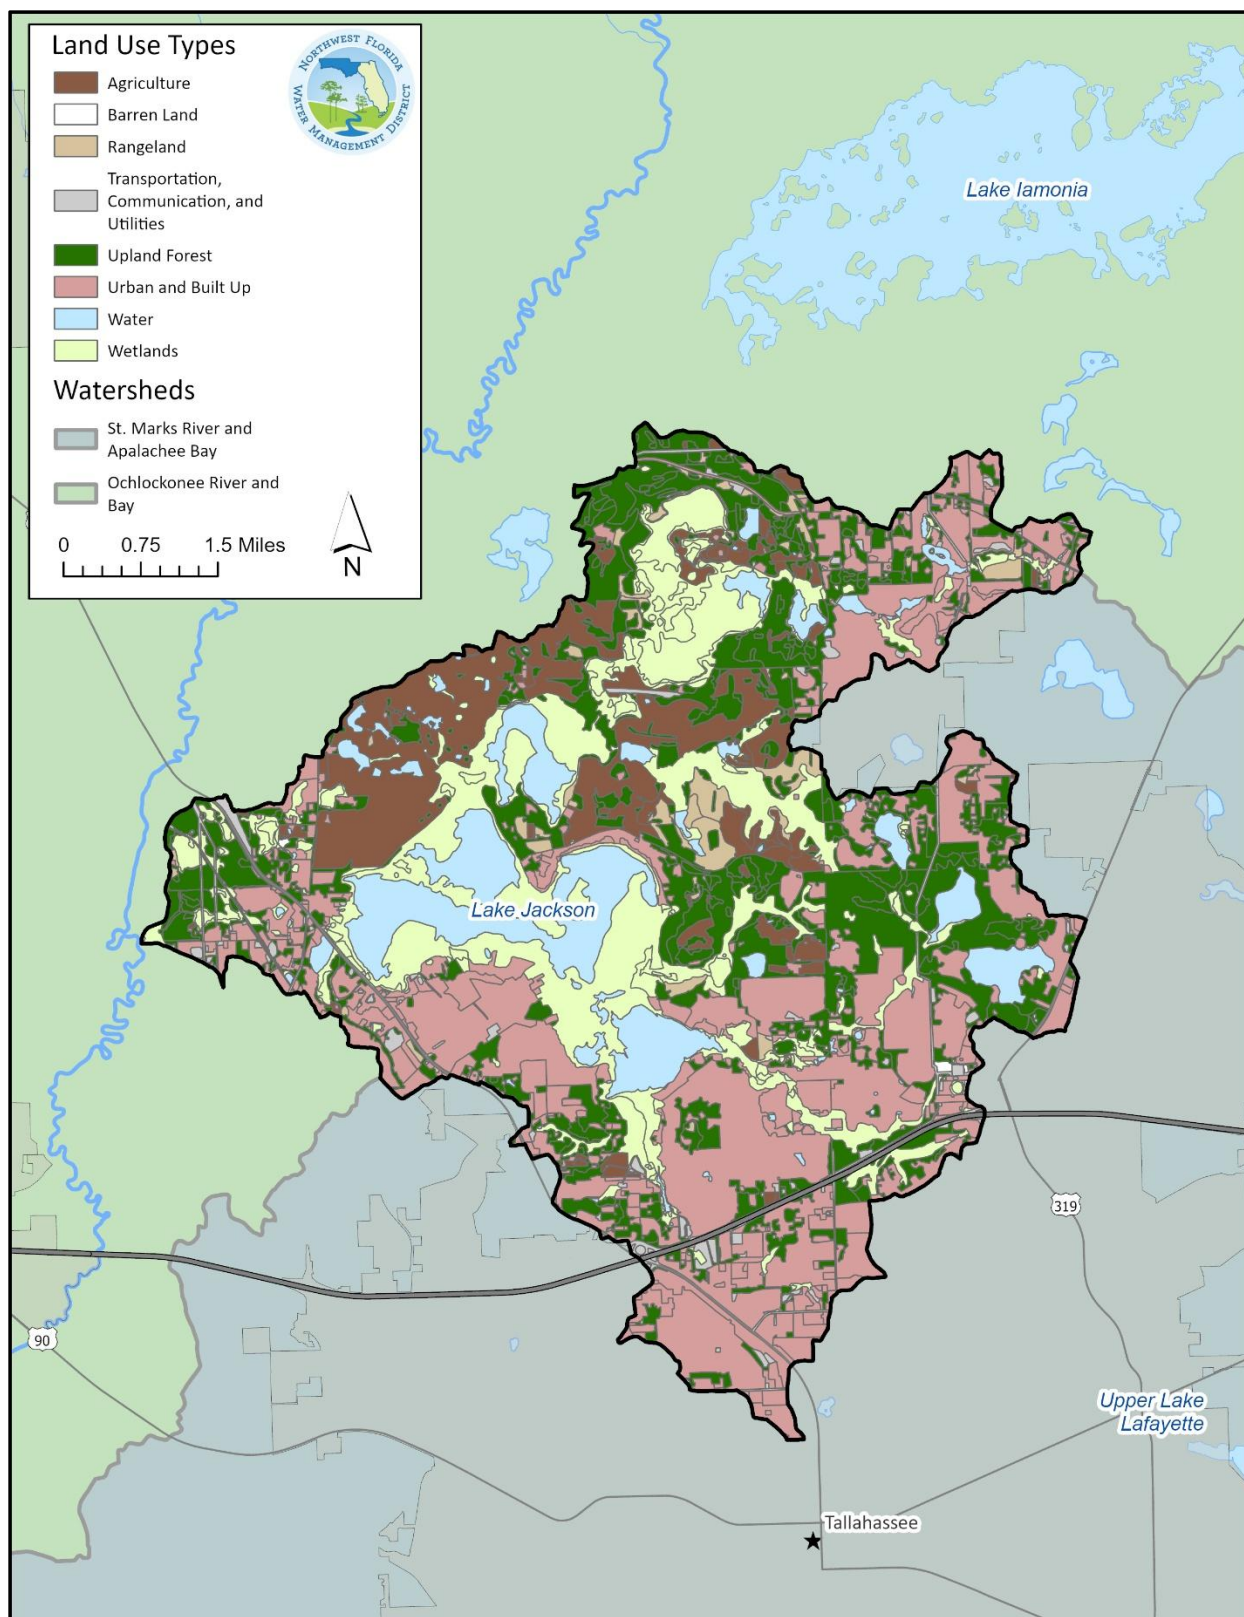 Land Use Types
NORTHWEST FLORIDA
WATER MANAGEMENT DISTRICT
Agriculture
Barren Land
Rangeland
Transportation,
Communication, and
Utilities
Upland Forest
Urban and Built Up
Water
Wetlands
Watersheds
St. Marks River and
Apalachee Bay
Ochlockonee River and
Bay
0 0.75 1.5 Miles
N
Lake Iamonia
Lake Jackson
319
90
Upper Lake
Lafayette
Tallahassee